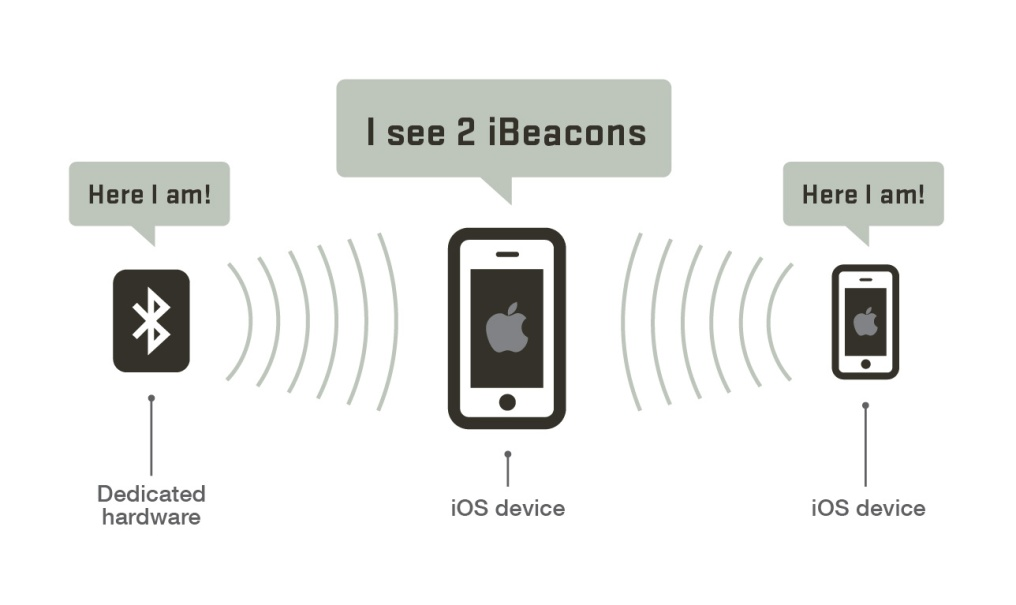 I see 2 iBeacons
Here I am!
Here I am!
Dedicated
hardware
iOS device
iOS device